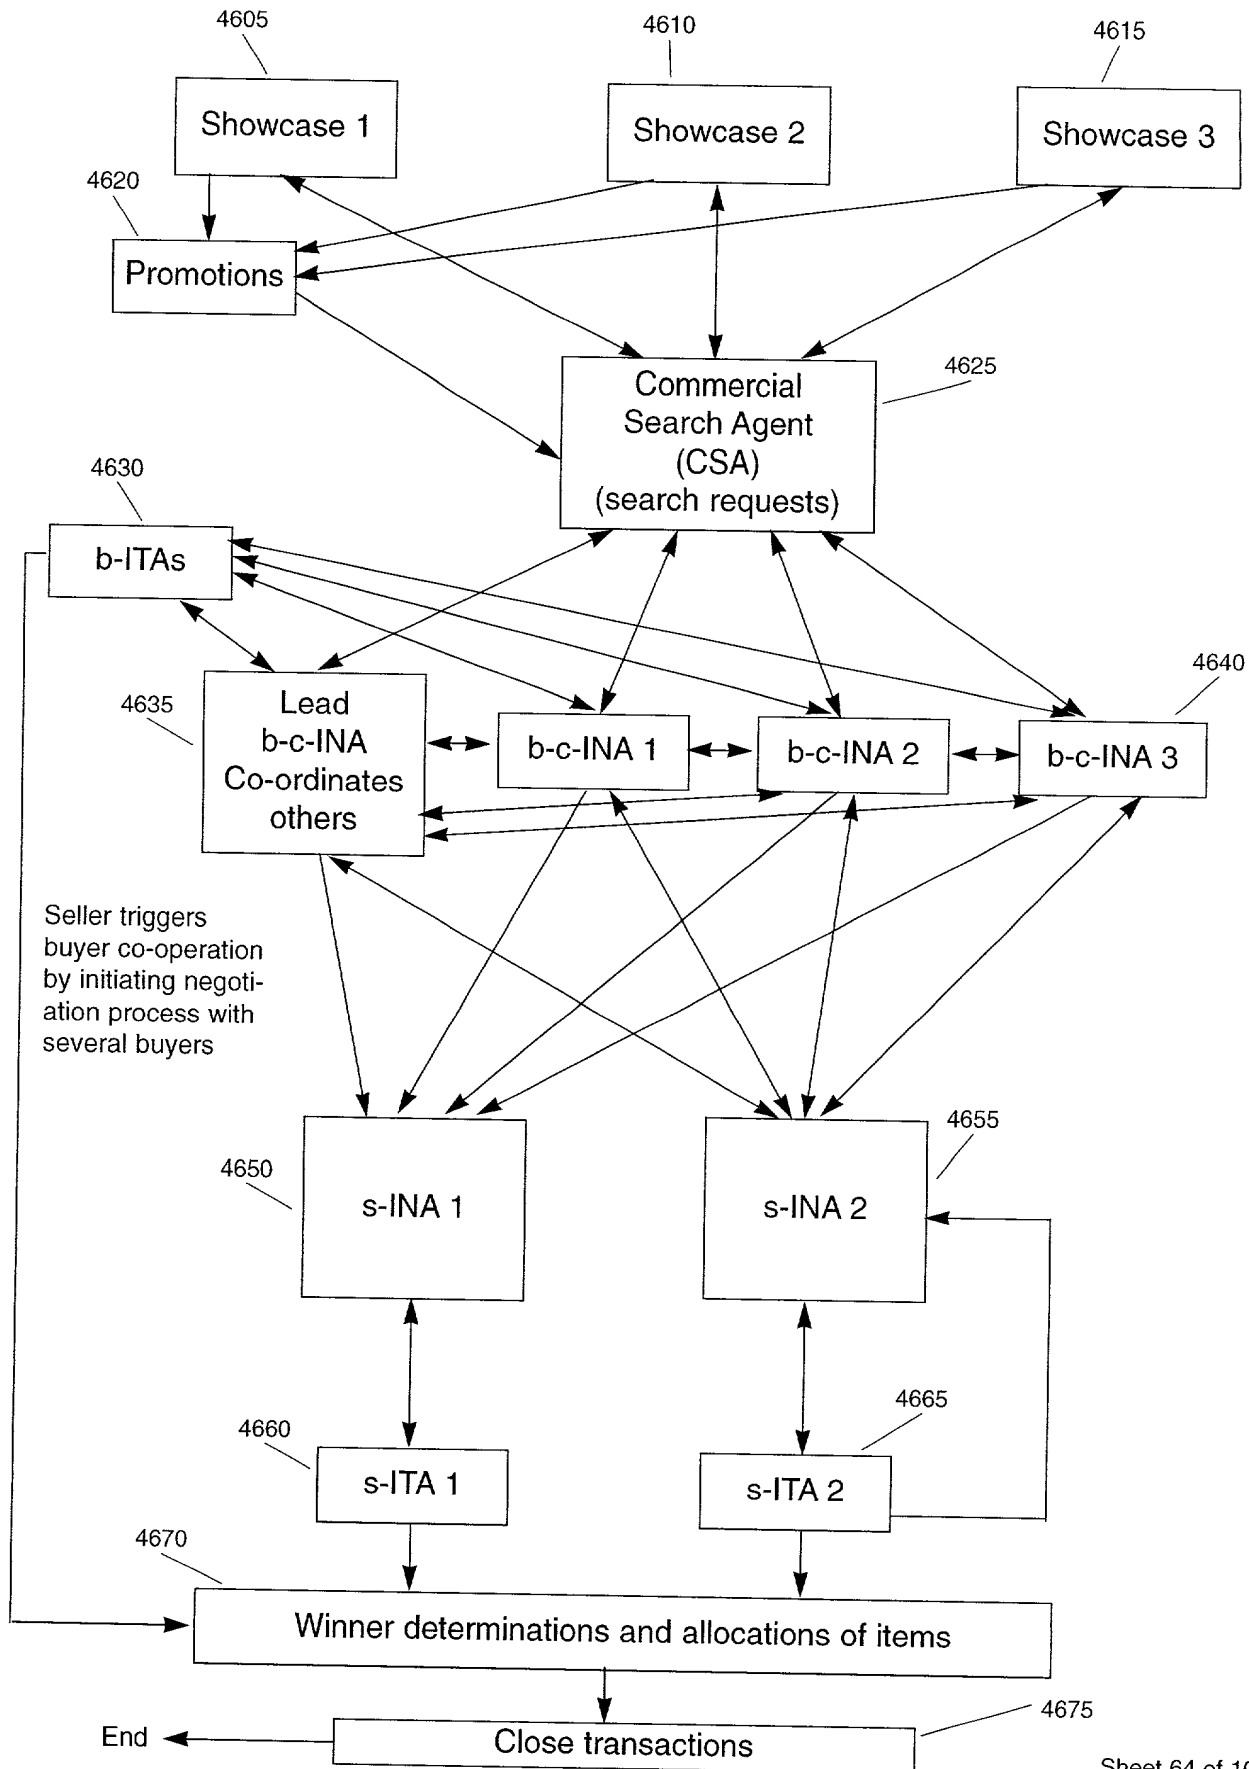 4605
4610
4615
Showcase 1
Showcase 2
Showcase 3
4620
Promotions
4625
Commercial
Search Agent
(CSA)
(search requests)
4630
b-ITAs
4635
Lead
b-c-INA
Co-ordinates
others
b-c-INA 1
b-c-INA 2
4640
b-c-INA 3
Seller triggers
buyer co-operation
by initiating negoti-
ation process with
several buyers
4650
s-INA 1
4655
s-INA 2
4660
s-ITA 1
4665
s-ITA 2
4670
Winner determinations and allocations of items
4675
End
Close transactions
Sheet 64 of